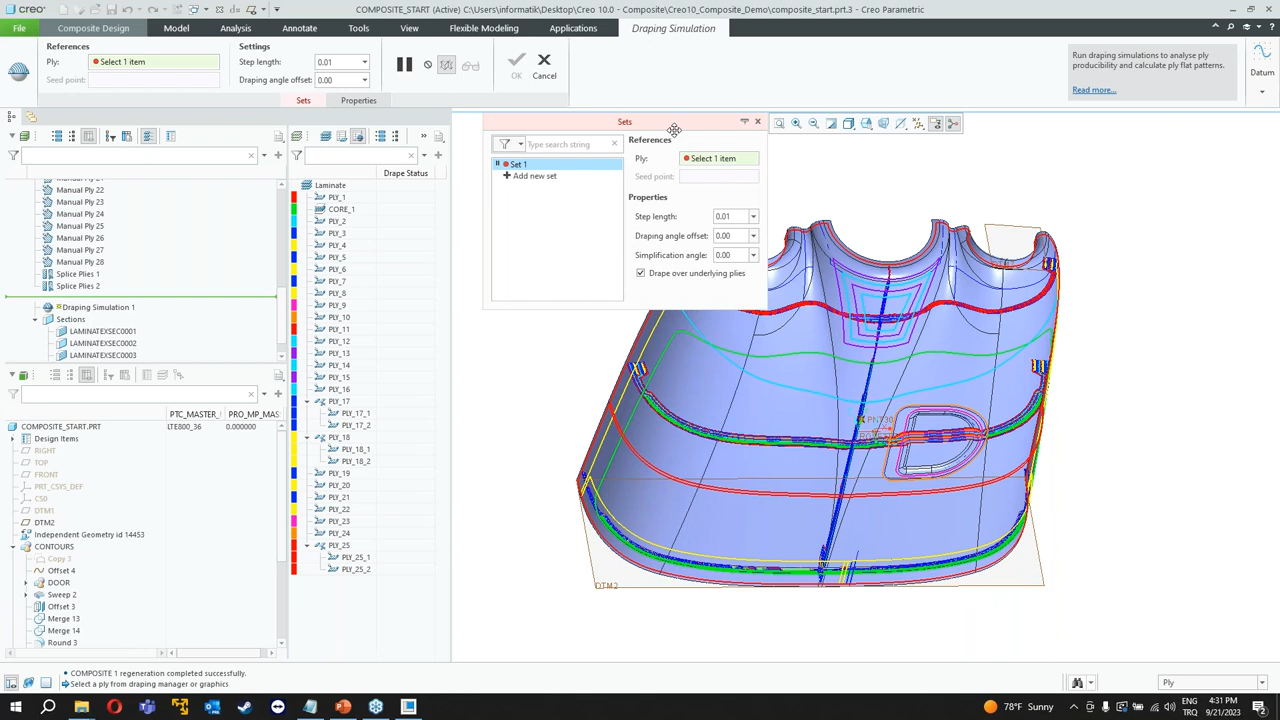 creo
COMPOSITE_START (Active) C:\Users\informatik\Desktop\Creo 10.0 - Composite\Creo10_Composite_Demo\composite_start.prt.3 - Creo Parametric
File
Composite Design
Model
Analysis
Annotate
Tools
View
Flexible Modeling
Applications
Draping Simulation
References
Ply:
Select 1 item
Seed point:
Settings
Step length:
0.01
Draping angle offset:
0.00
OK
Cancel
Run draping simulations to analyse ply
producibility and calculate ply flat patterns.
Read more...
Datum
Sets
Properties
Manual Ply 22
Manual Ply 23
Manual Ply 24
Manual Ply 25
Manual Ply 26
Manual Ply 27
Manual Ply 28
Splice Plies 1
Splice Plies 2
Draping Simulation 1
Sections
LAMINATEXSEC0001
LAMINATEXSEC0002
LAMINATEXSEC0003
PTC_MASTER_
PRO_MP_MAS
COMPOSITE_START.PRT
LTE800_36
0.000000
Design Items
RIGHT
TOP
FRONT
PRT_CSYS_DEF
CS0
DTM1
DTM2
Independent Geometry id 14453
CONTOURS
Copy 3
Offset 4
DOOR
Sweep 2
Offset 3
Merge 13
Merge 14
Round 3
Drape Status
Laminate
PLY_1
CORE_1
PLY_2
PLY_3
PLY_4
PLY_5
PLY_6
PLY_7
PLY_8
PLY_9
PLY_10
PLY_11
PLY_12
PLY_13
PLY_14
PLY_15
PLY_16
PLY_17
PLY_17_1
PLY_17_2
PLY_18
PLY_18_1
PLY_18_2
PLY_19
PLY_20
PLY_21
PLY_22
PLY_23
PLY_24
PLY_25
PLY_25_1
PLY_25_2
Sets
Type search string
Set 1
Add new set
References
Ply:
Select 1 item
Seed point:
Properties
Step length:
0.01
Draping angle offset:
0.00
Simplification angle:
0.00
Drape over underlying plies
DTM2
COMPOSITE 1 regeneration completed successfully.
Select a ply from draping manager or graphics
Ply
78°F Sunny
ENG
TRQ
4:31 PM
9/21/2023